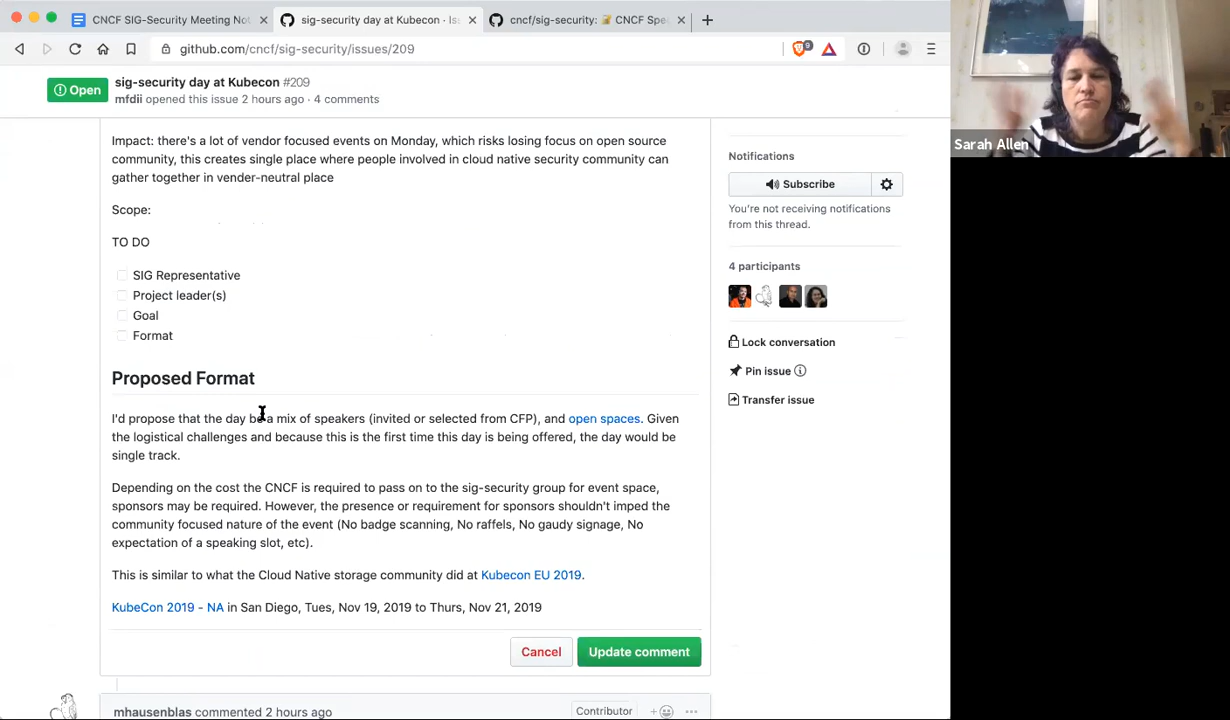 CNCF SIG-Security Meeting No
sig-security day at Kubecon · Is
cncf/sig-security: CNCF Spe
github.com/cncf/sig-security/issues/209
9
Open
sig-security day at Kubecon #209
mfdii opened this issue 2 hours ago · 4 comments
Impact: there's a lot of vendor focused events on Monday, which risks losing focus on open source
community, this creates single place where people involved in cloud native security community can
gather together in vender-neutral place
Scope:
TO DO
SIG Representative
Project leader(s)
Goal
Format
Proposed Format
I'd propose that the day be a mix of speakers (invited or selected from CFP), and open spaces. Given
the logistical challenges and because this is the first time this day is being offered, the day would be
single track.
Depending on the cost the CNCF is required to pass on to the sig-security group for event space,
sponsors may be required. However, the presence or requirement for sponsors shouldn't imped the
community focused nature of the event (No badge scanning, No raffels, No gaudy signage, No
expectation of a speaking slot, etc).
This is similar to what the Cloud Native storage community did at Kubecon EU 2019.
KubeCon 2019 - NA in San Diego, Tues, Nov 19, 2019 to Thurs, Nov 21, 2019
Cancel
Update comment
mhausenblas commented 2 hours ago
Contributor
Notifications
Subscribe
You're not receiving notifications
from this thread.
4 participants
Lock conversation
Pin issue
Transfer issue
Sarah Allen